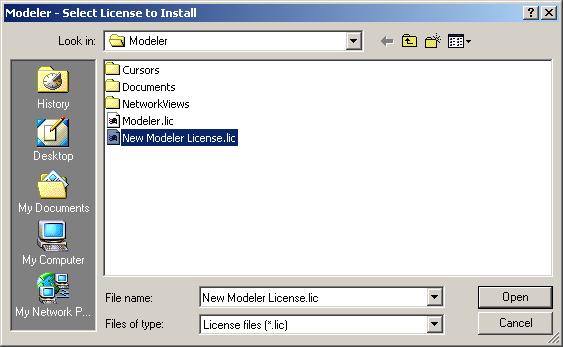 Modeler - Select License to Install
Look in: Modeler
History
Desktop
My Documents
My Computer
My Network P...
Cursors
Documents
NetworkViews
Modeler.lic
New Modeler License.lic
File name: New Modeler License.lic Open
Files of type: License files (*.lic) Cancel